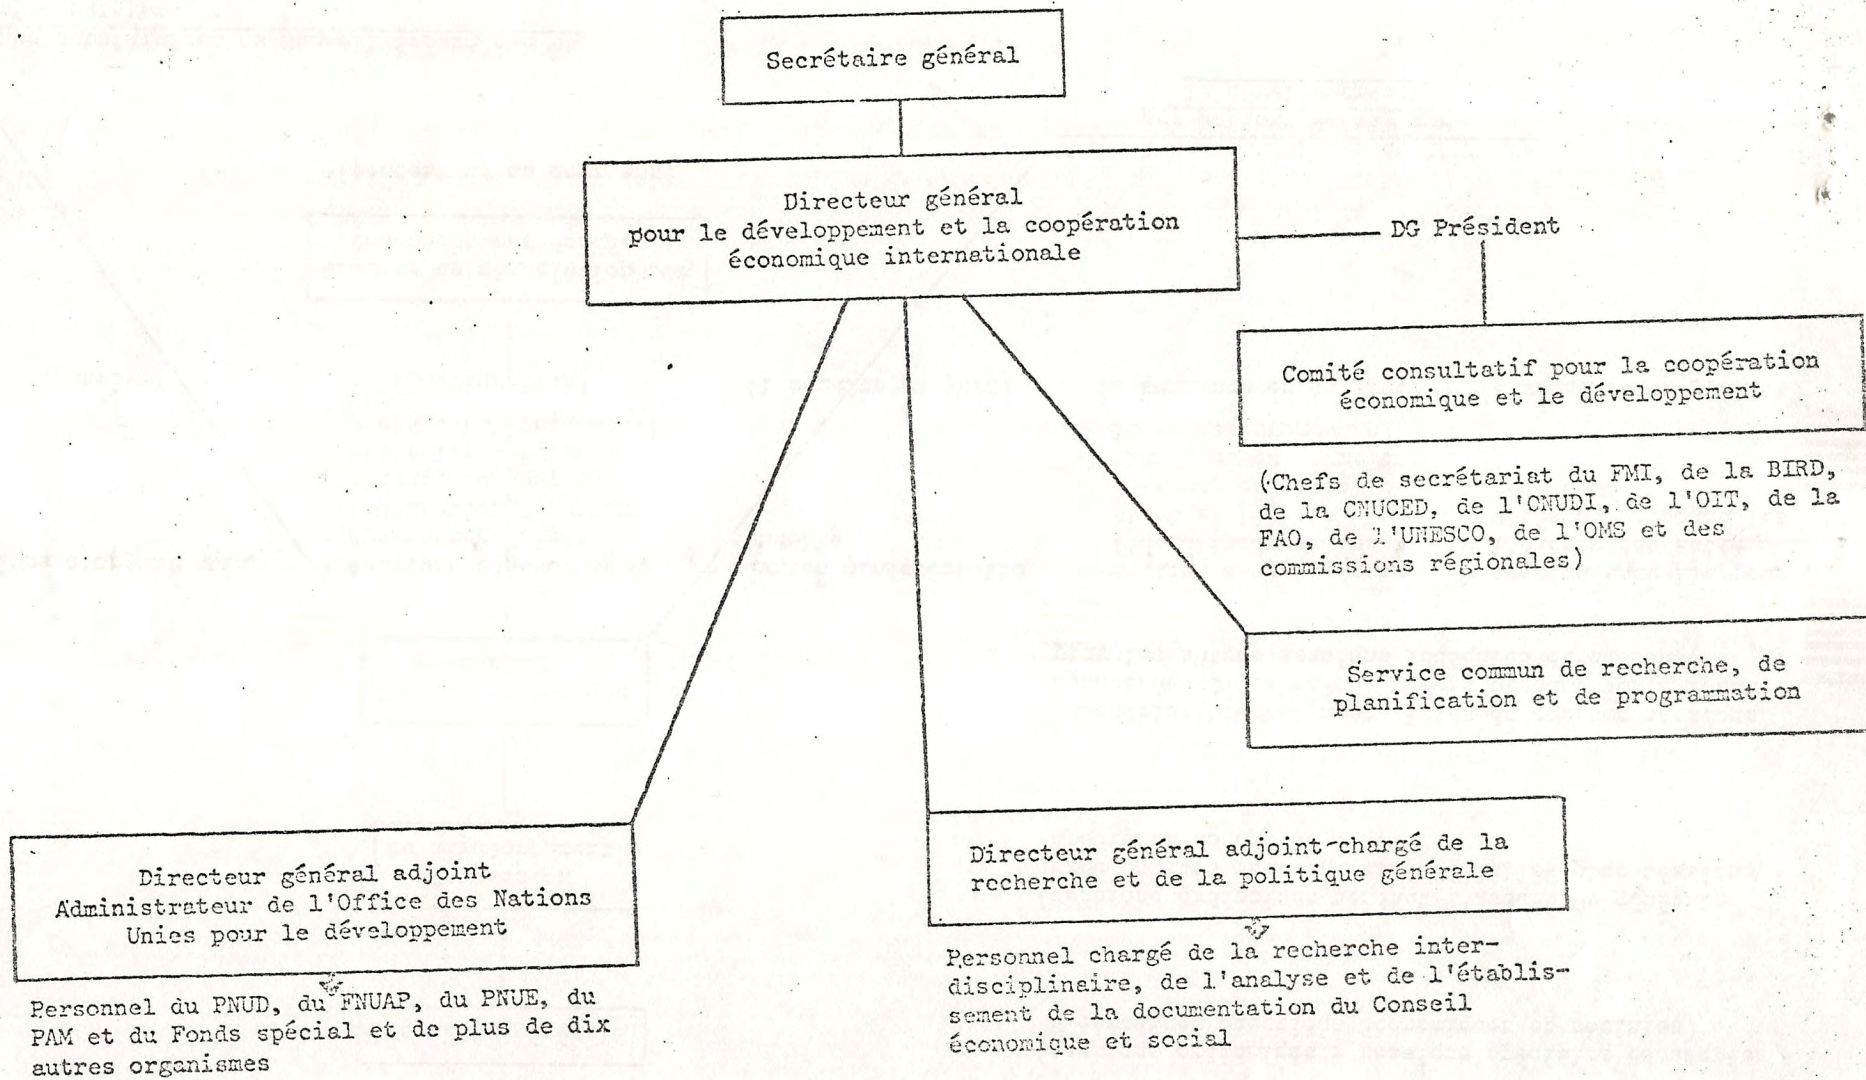 Secrétaire général
Directeur général
pour le développement et la coopération
économique internationale
DG Président
Comité consultatif pour la coopération
économique et le développement
(Chefs de secrétariat du FMI, de la BIRD,
de la CNUCED, de l'ONUDI, de l'OIT, de la
FAO, de l'UNESCO, de l'OMS et des
commissions régionales)
Service commun de recherche, de
planification et de programmation
Directeur général adjoint
Administrateur de l'Office des Nations
Unies pour le développement
Personnel du PNUD, du FNUAP, du PNUE, du
PAM et du Fonds spécial et de plus de dix
autres organismes
Directeur général adjoint-chargé de la
recherche et de la politique générale
Personnel chargé de la recherche inter-
disciplinaire, de l'analyse et de l'établis-
sement de la documentation du Conseil
économique et social